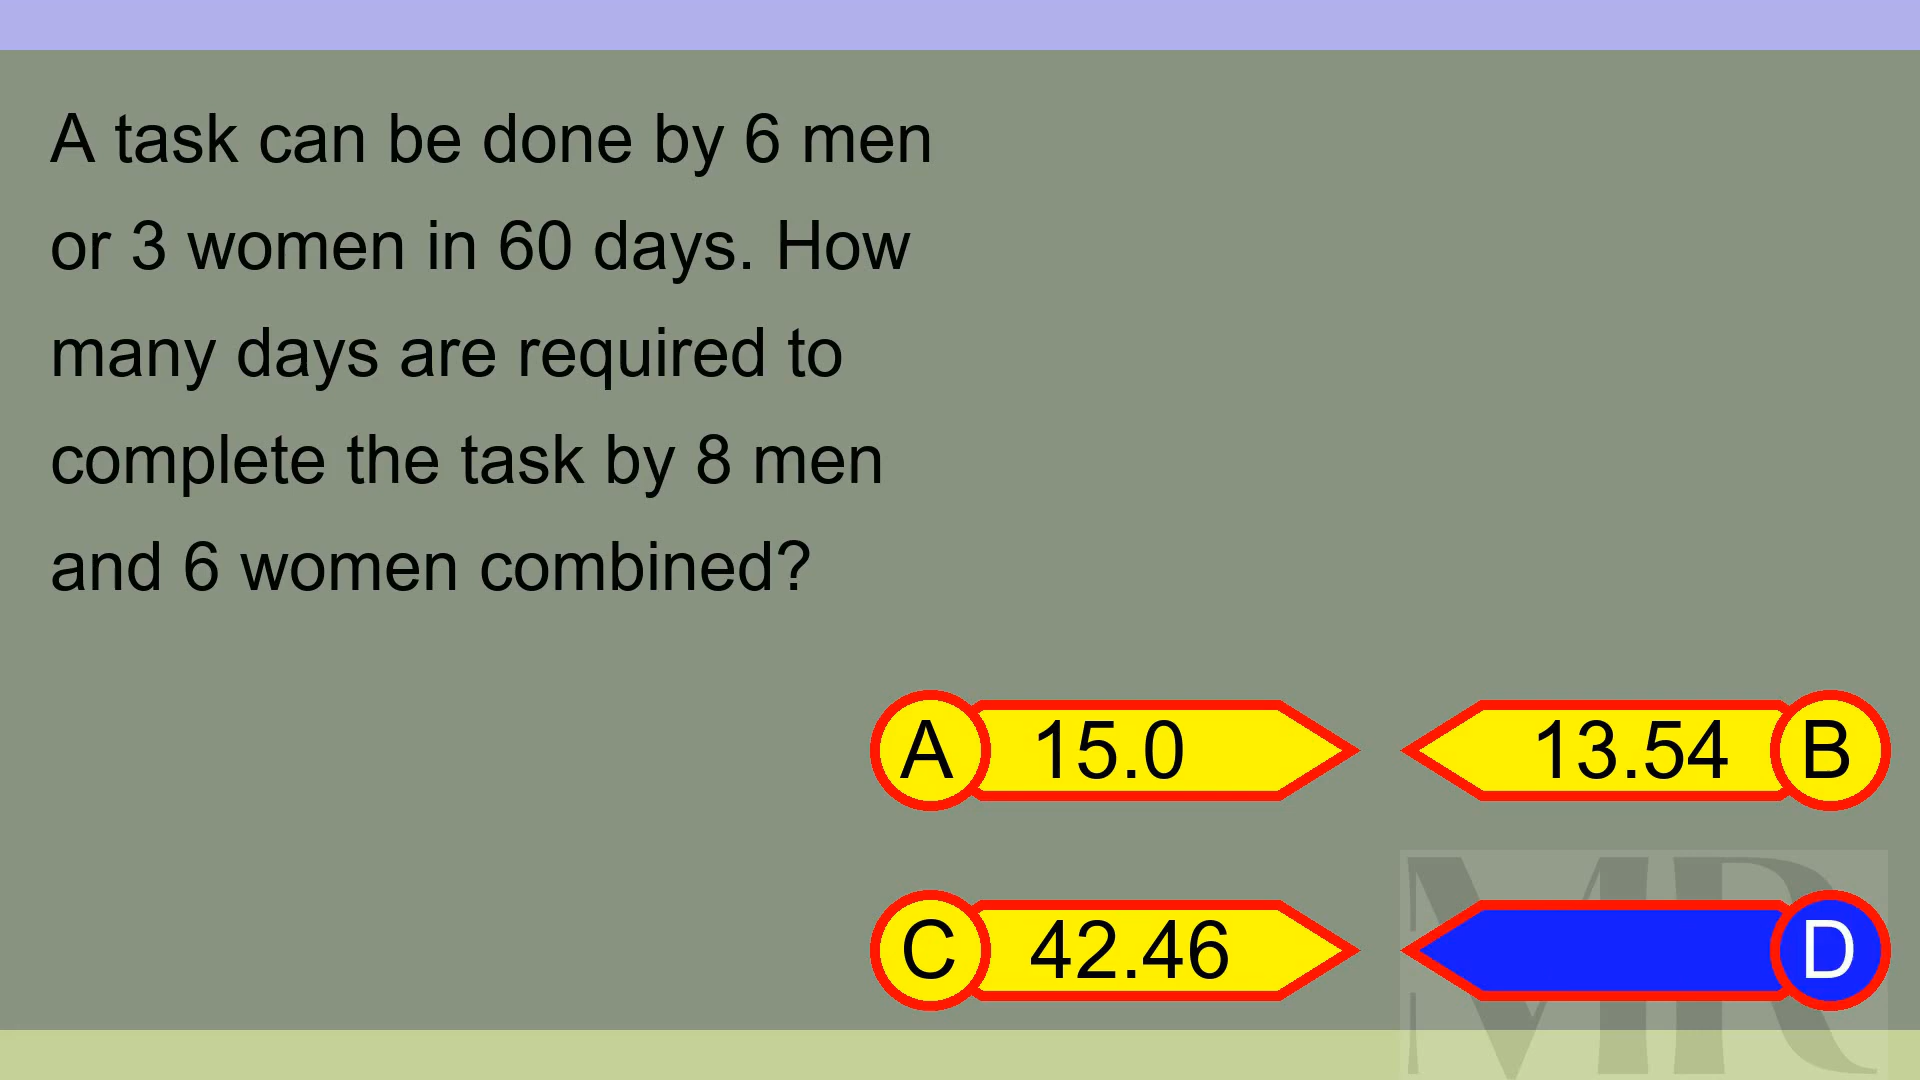 A task can be done by 6 men
or 3 women in 60 days. How
many days are required to
complete the task by 8 men
and 6 women combined?
A 15.0
13.54 B
C 42.46
D
MR